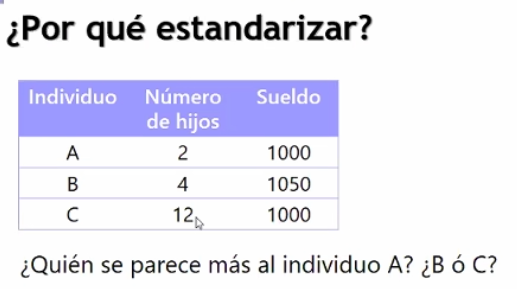 ¿Por qué estandarizar?
Individuo Número de hijos Sueldo
A 2 1000
B 4 1050
C 12 1000
¿Quién se parece más al individuo A? ¿B ó C?